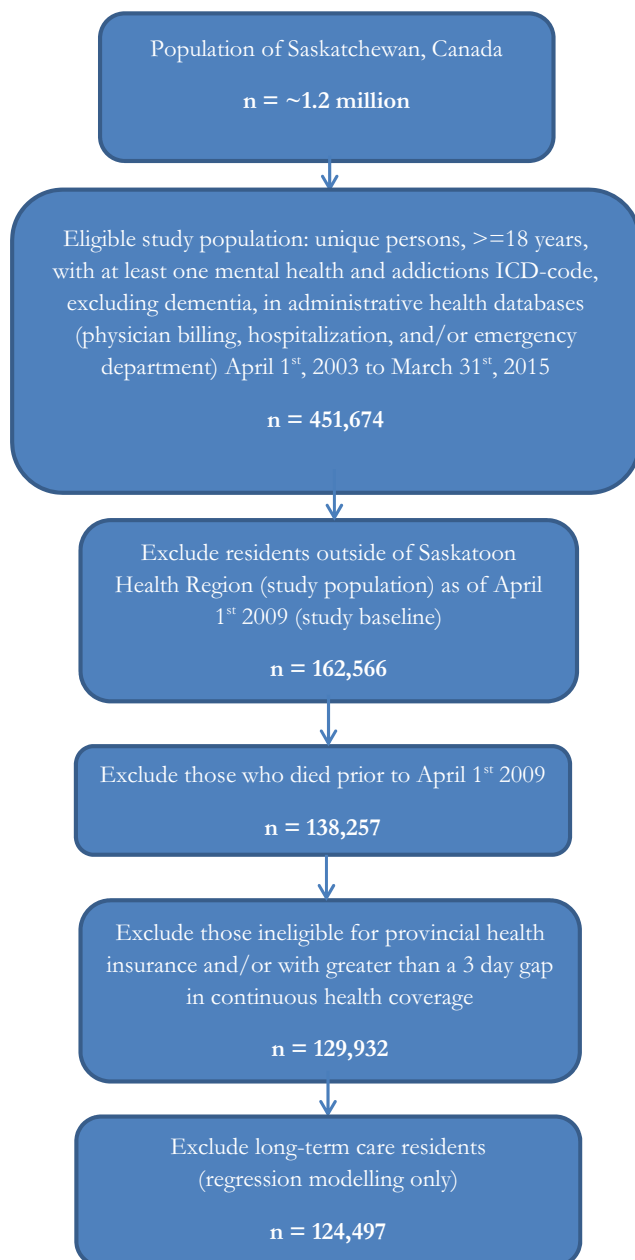 Population of Saskatchewan, Canada
n = ~1.2 million
Eligible study population: unique persons, >=18 years,
with at least one mental health and addictions ICD-code,
excluding dementia, in administrative health databases
(physician billing, hospitalization, and/or emergency
department) April 1st, 2003 to March 31st, 2015
n = 451,674
Exclude residents outside of Saskatoon
Health Region (study population) as of April
1st 2009 (study baseline)
n = 162,566
Exclude those who died prior to April 1st 2009
n = 138,257
Exclude those ineligible for provincial health
insurance and/or with greater than a 3 day gap
in continuous health coverage
n = 129,932
Exclude long-term care residents
(regression modelling only)
n = 124,497